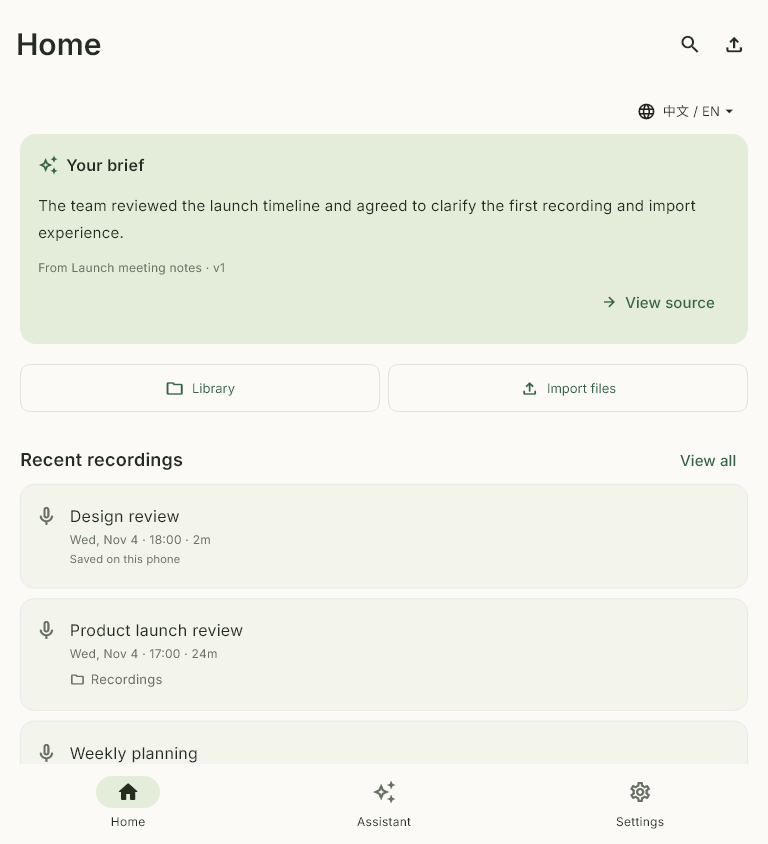 Home
中文 / EN
Your brief
The team reviewed the launch timeline and agreed to clarify the first recording and import
experience.
From Launch meeting notes · v1
View source
Library
Import files
Recent recordings
View all
Design review
Wed, Nov 4 · 18:00 · 2m
Saved on this phone
Product launch review
Wed, Nov 4 · 17:00 · 24m
Recordings
Weekly planning
Home
Assistant
Settings